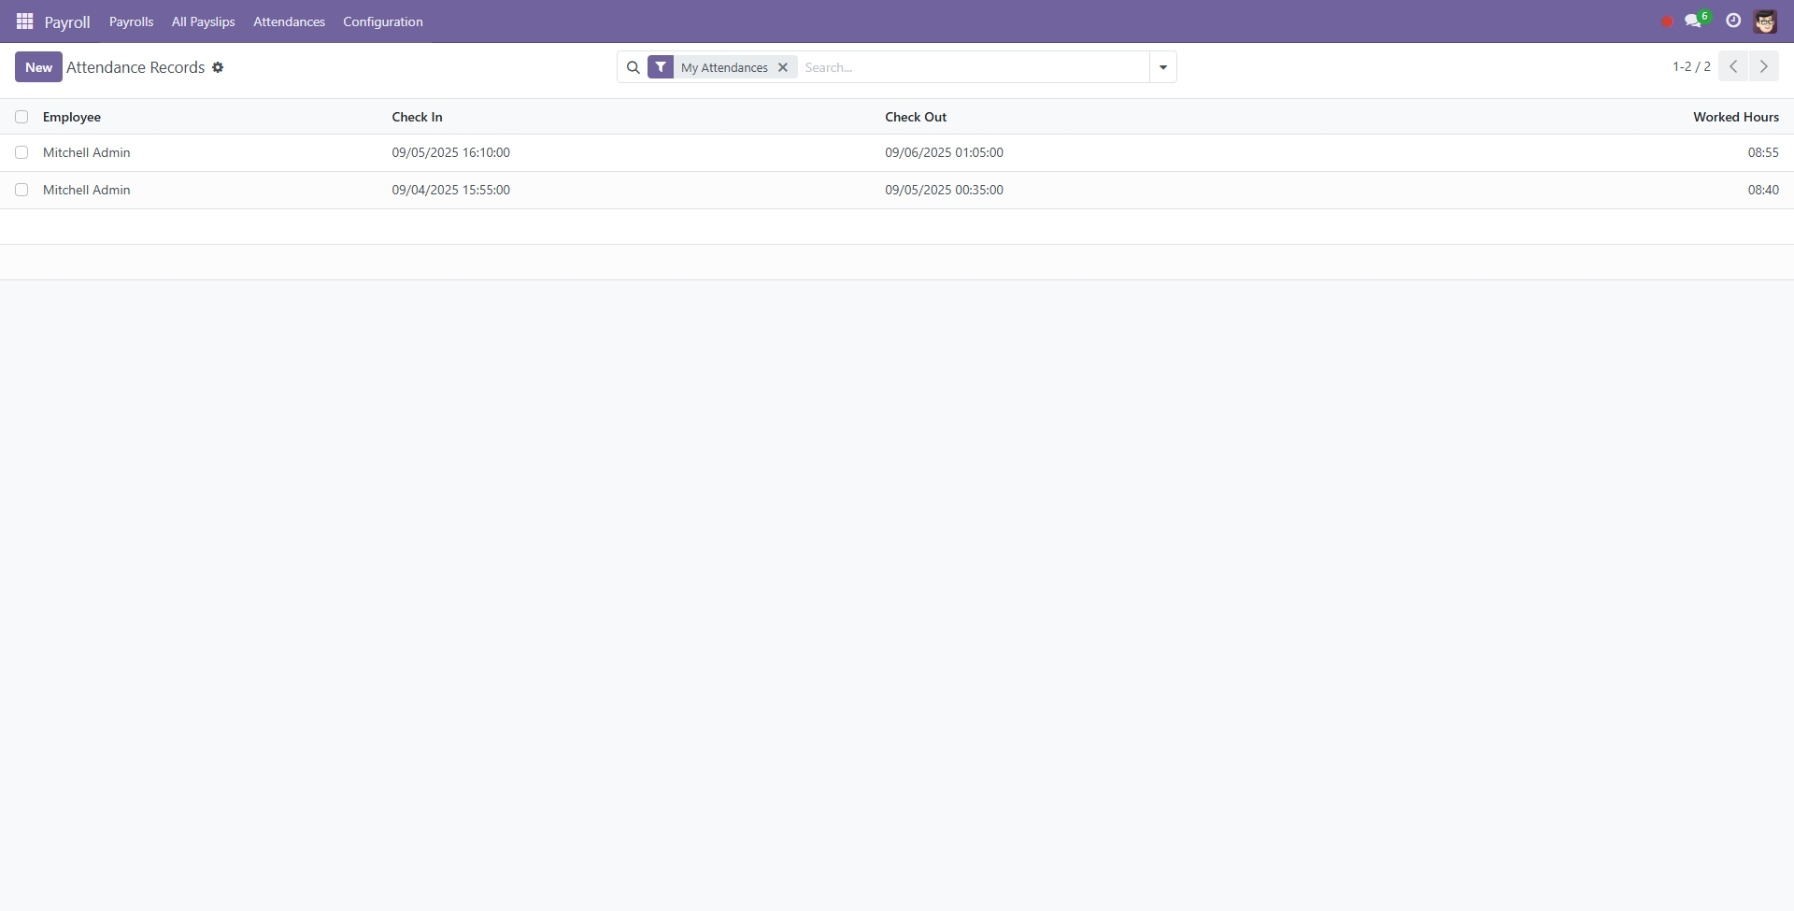 Payroll Payrolls All Payslips Attendances Configuration 6
New Attendance Records My Attendances Search... 1-2 / 2
Employee Check In Check Out Worked Hours
Mitchell Admin 09/05/2025 16:10:00 09/06/2025 01:05:00 08:55
Mitchell Admin 09/04/2025 15:55:00 09/05/2025 00:35:00 08:40